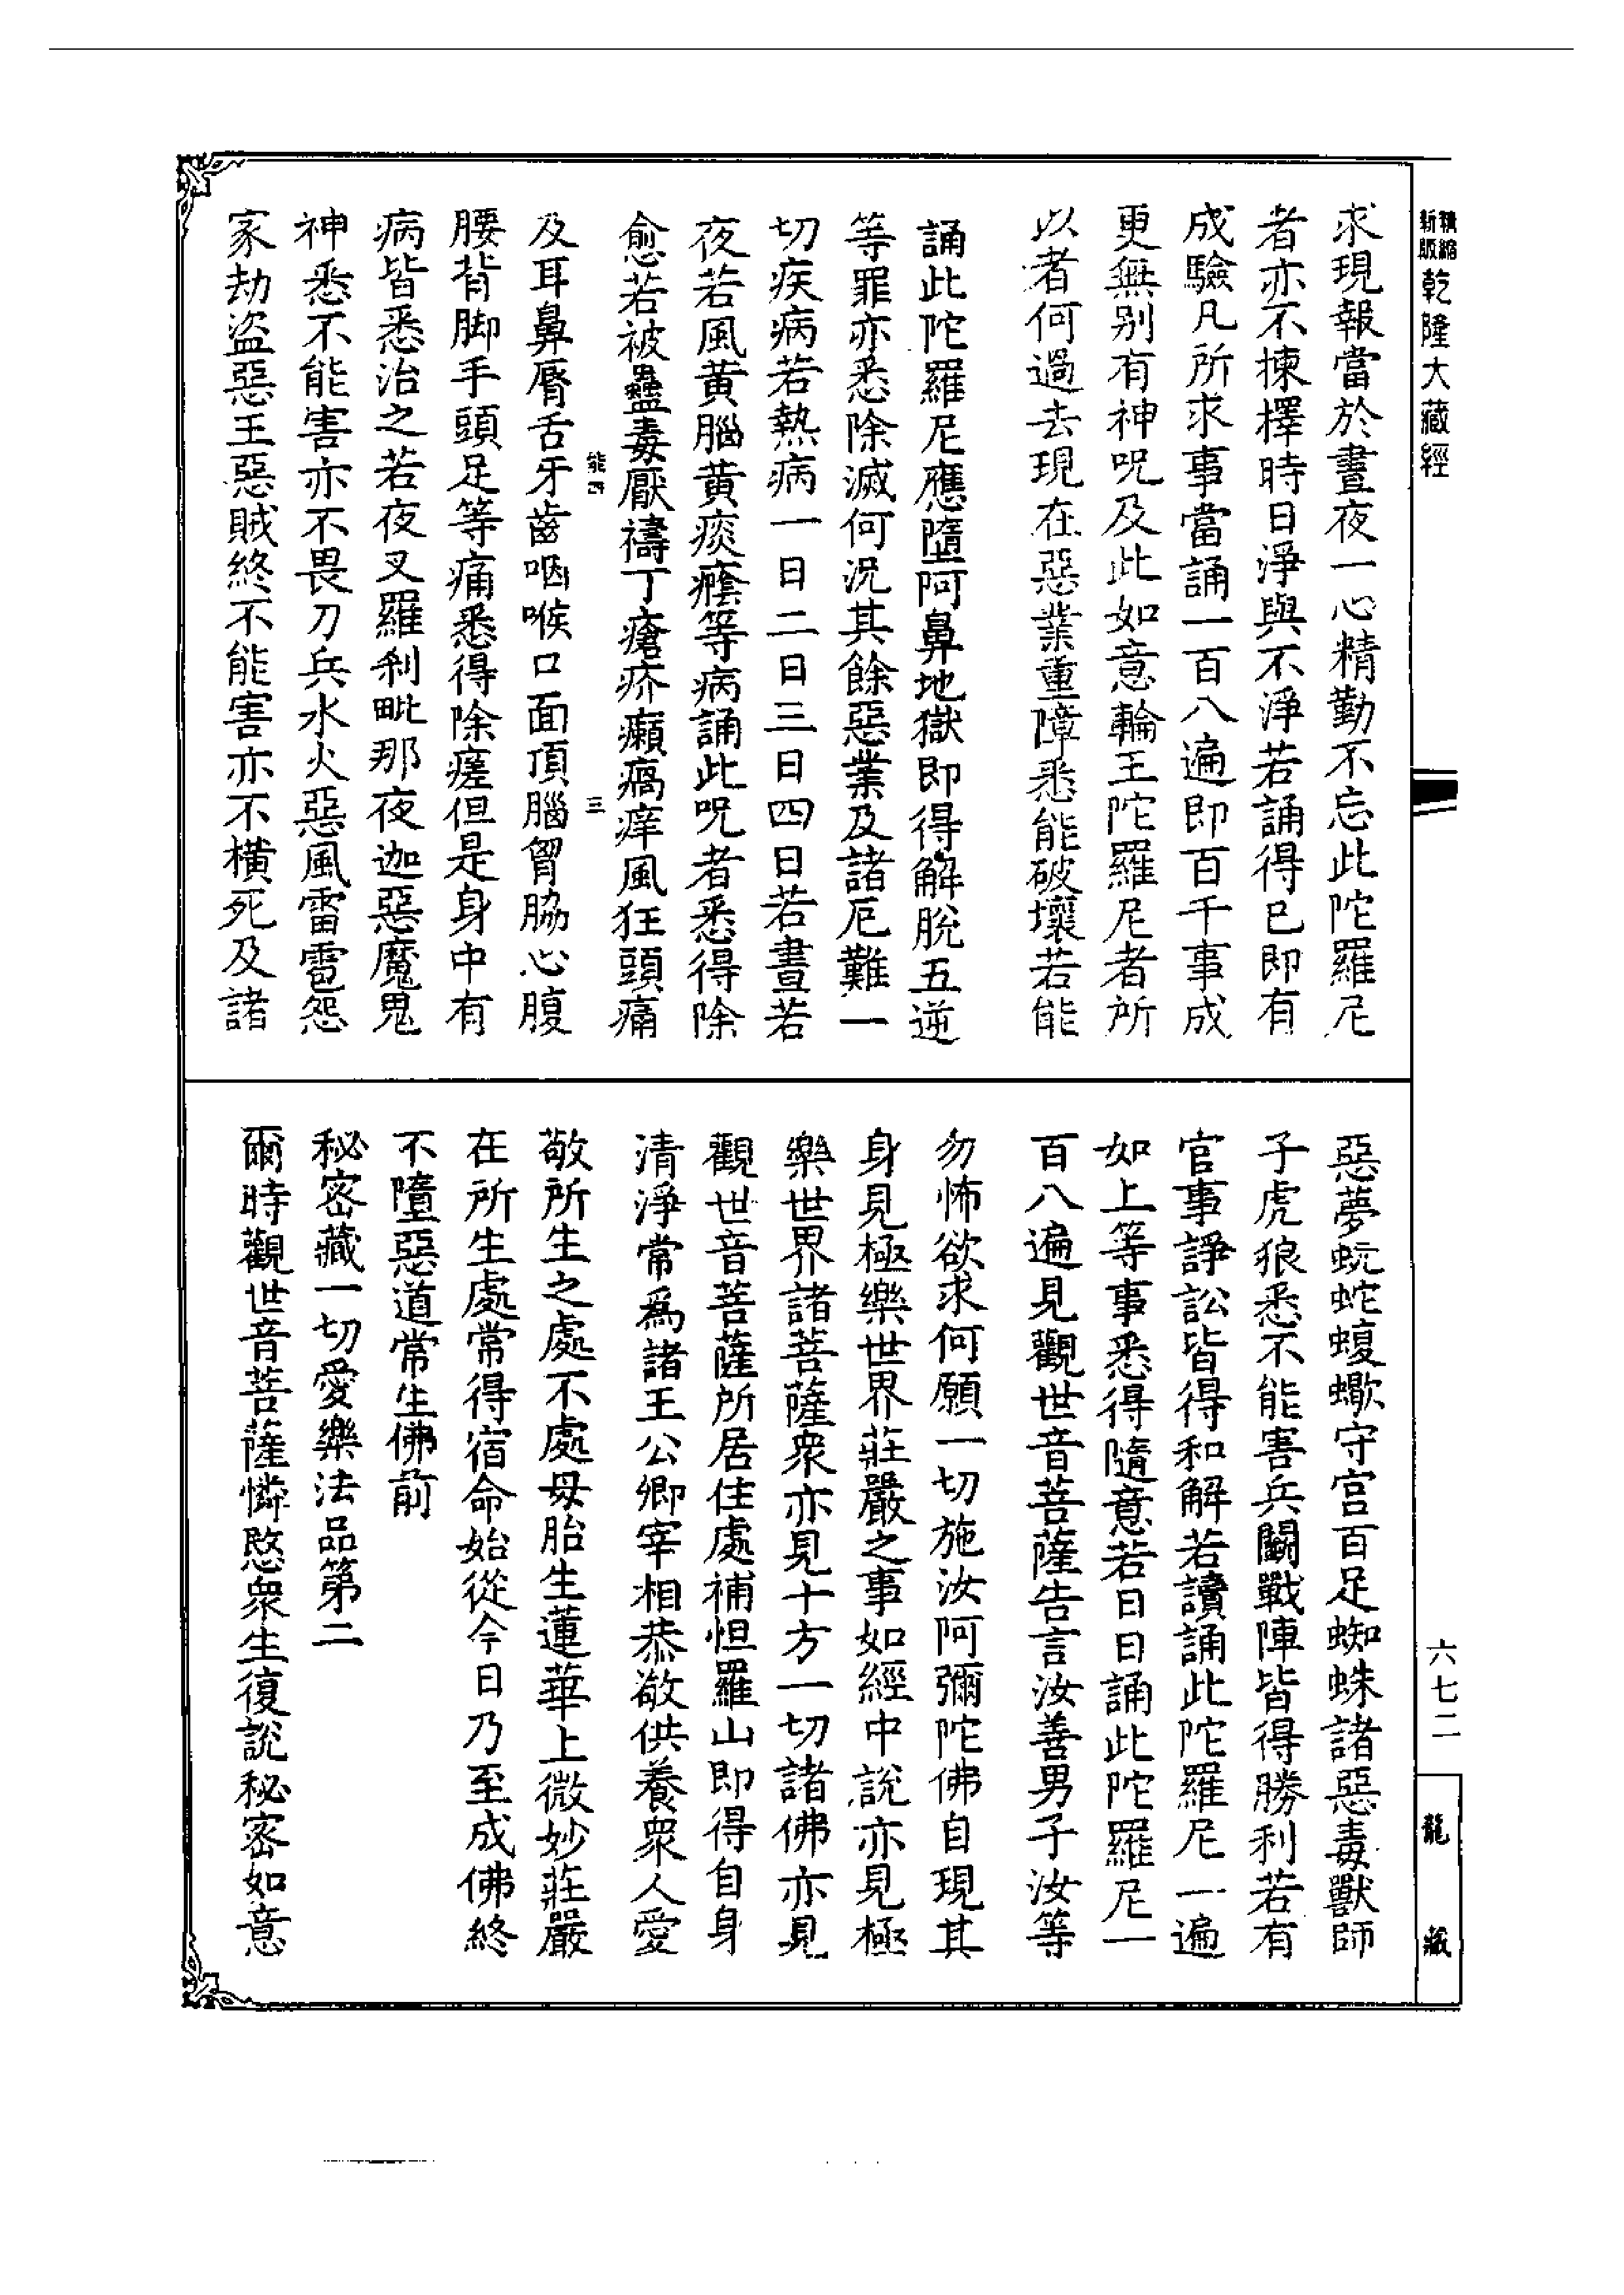 精縮新版乾隆大藏經
求現報當於晝夜一心精勤不忘此陀羅尼
者亦不揀擇時日淨與不淨若誦得已即有
成驗凡所求事當誦一百八遍即百千事成
更無别有神呪及此如意輪王陀羅尼者所
以者何過去現在惡業重障悉能破壞若能
誦此陀羅尼應墮阿鼻地獄即得解脫五逆
等罪亦悉除滅何況其餘惡業及諸厄難一
切疾病若熱病一日二日三日四日若晝若
夜若風黃腦黃痰癊等病誦此呪者悉得除
愈若被蠱毒厭禱丁瘡疥癩瘑痒風狂頭痛
能四
三
及耳鼻脣舌牙齒咽喉口面頂腦胷脇心腹
腰背脚手頭足等痛悉得除瘥但是身中有
病皆悉治之若夜叉羅刹毗那夜迦惡魔鬼
神悉不能害亦不畏刀兵水火惡風雷雹怨
家劫盜惡王惡賊終不能害亦不橫死及諸
惡夢蚖蛇蝮蠍守宫百足蜘蛛諸惡毒獸師
子虎狼悉不能害兵鬭戰陣皆得勝利若有
官事諍訟皆得和解若讀誦此陀羅尼一遍
如上等事悉得隨意若日日誦此陀羅尼一
百八遍見觀世音菩薩告言汝善男子汝等
勿怖欲求何願一切施汝阿彌陀佛自現其
身見極樂世界莊嚴之事如經中說亦見極
樂世界諸菩薩衆亦見十方一切諸佛亦見
觀世音菩薩所居住處補怛羅山即得自身
清淨常爲諸王公卿宰相恭敬供養衆人愛
敬所生之處不處母胎生蓮華上微妙莊嚴
在所生處常得宿命始從今日乃至成佛終
不墮惡道常生佛前
秘密藏一切愛樂法品第二
爾時觀世音菩薩憐愍衆生復說秘密如意
六七二
龍藏